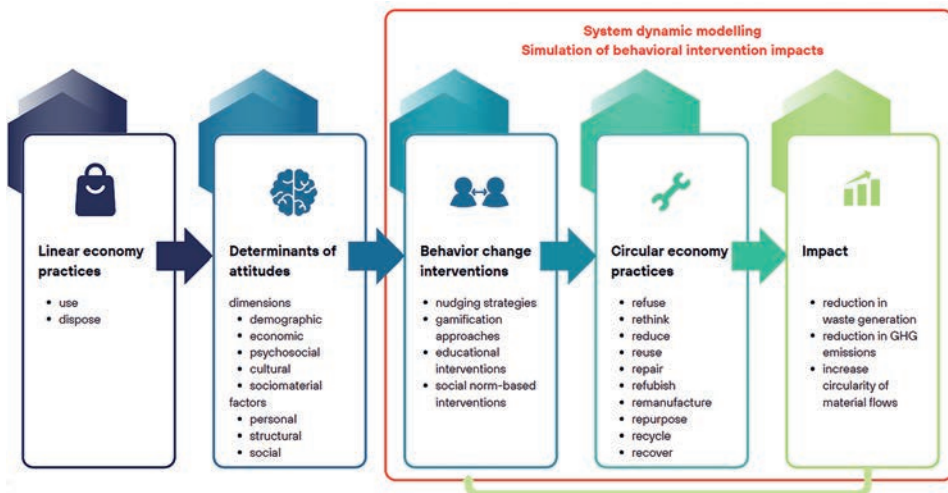 System dynamic modelling
Simulation of behavioral intervention impacts
Linear economy
practices
• use
• dispose
Determinants of
attitudes
dimensions
• demographic
• economic
• psychosocial
• cultural
• sociomaterial
factors
• personal
• structural
• social
Behavior change
interventions
• nudging strategies
• gamification
approaches
• educational
interventions
• social norm-based
interventions
Circular economy
practices
• refuse
• rethink
• reduce
• reuse
• repair
• refubish
• remanufacture
• repurpose
• recycle
• recover
Impact
• reduction in
waste generation
• reduction in GHG
emissions
• increase
circularity of
material flows